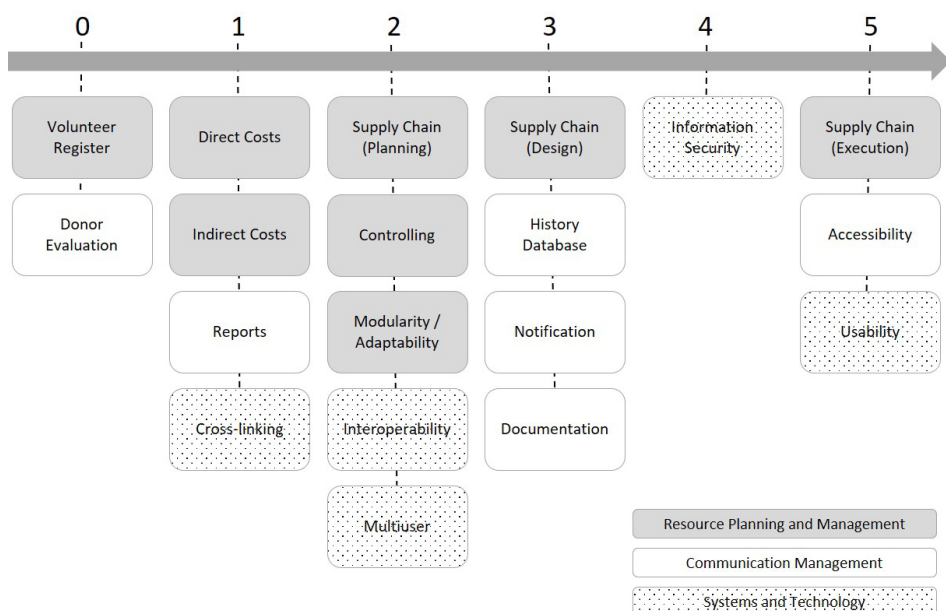 0 1 2 3 4 5
Volunteer
Register
Direct Costs
Supply Chain
(Planning)
Supply Chain
(Design)
Information
Security
Supply Chain
(Execution)
Donor
Evaluation
Indirect Costs
Controlling
History
Database
Accessibility
Reports
Modularity /
Adaptability
Notification
Usability
Cross-linking
Interoperability
Documentation
Multiuser
Resource Planning and Management
Communication Management
Systems and Technology